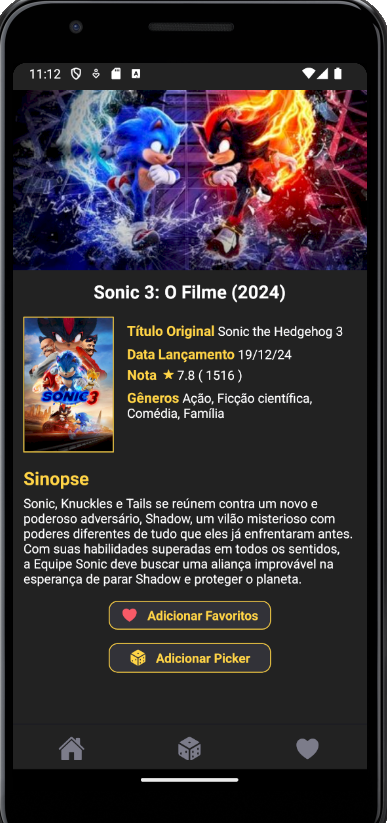 11:12
Sonic 3: O Filme (2024)
SONIC 3
Título Original Sonic the Hedgehog 3
Data Lançamento 19/12/24
Nota ★ 7.8 ( 1516 )
Gêneros Ação, Ficção científica,
Comédia, Família
Sinopse
Sonic, Knuckles e Tails se reúnem contra um novo e
poderoso adversário, Shadow, um vilão misterioso com
poderes diferentes de tudo que eles já enfrentaram antes.
Com suas habilidades superadas em todos os sentidos,
a Equipe Sonic deve buscar uma aliança improvável na
esperança de parar Shadow e proteger o planeta.
Adicionar Favoritos
Adicionar Picker